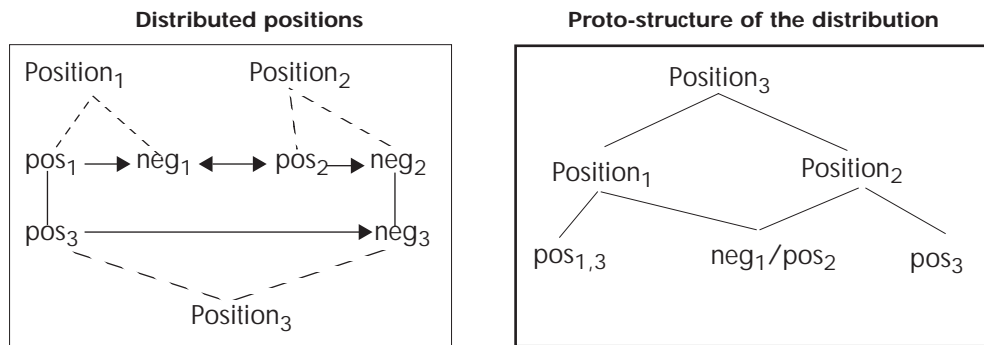 Distributed positions
Position₁ Position₂
pos₁ neg₁ pos₂ neg₂
pos₃ neg₃
Position₃
Proto-structure of the distribution
Position₃
Position₁ Position₂
pos₁,₃ neg₁/pos₂ pos₃